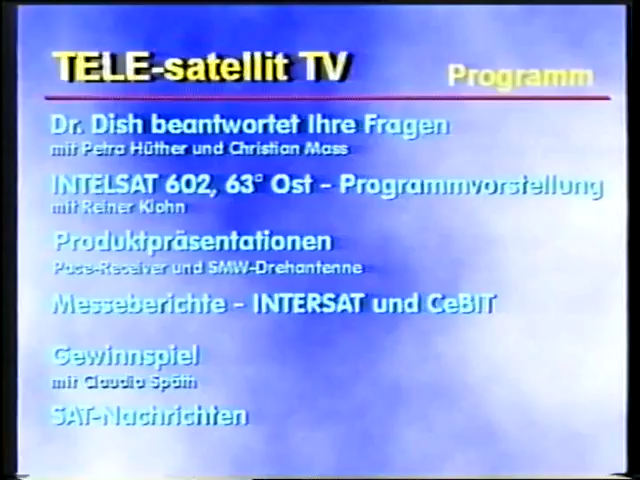 TELE-satellit TV
Programm
Dr. Dish beantwortet Ihre Fragen
mit Petra Hüther und Christian Mass
INTELSAT 602, 63° Ost - Programmvorstellung
mit Reiner Klohn
Produktpräsentationen
Pace-Receiver und SMW-Drehantenne
Messeberichte - INTERSAT und CeBIT
Gewinnspiel
mit Claudia Späth
SAT-Nachrichten